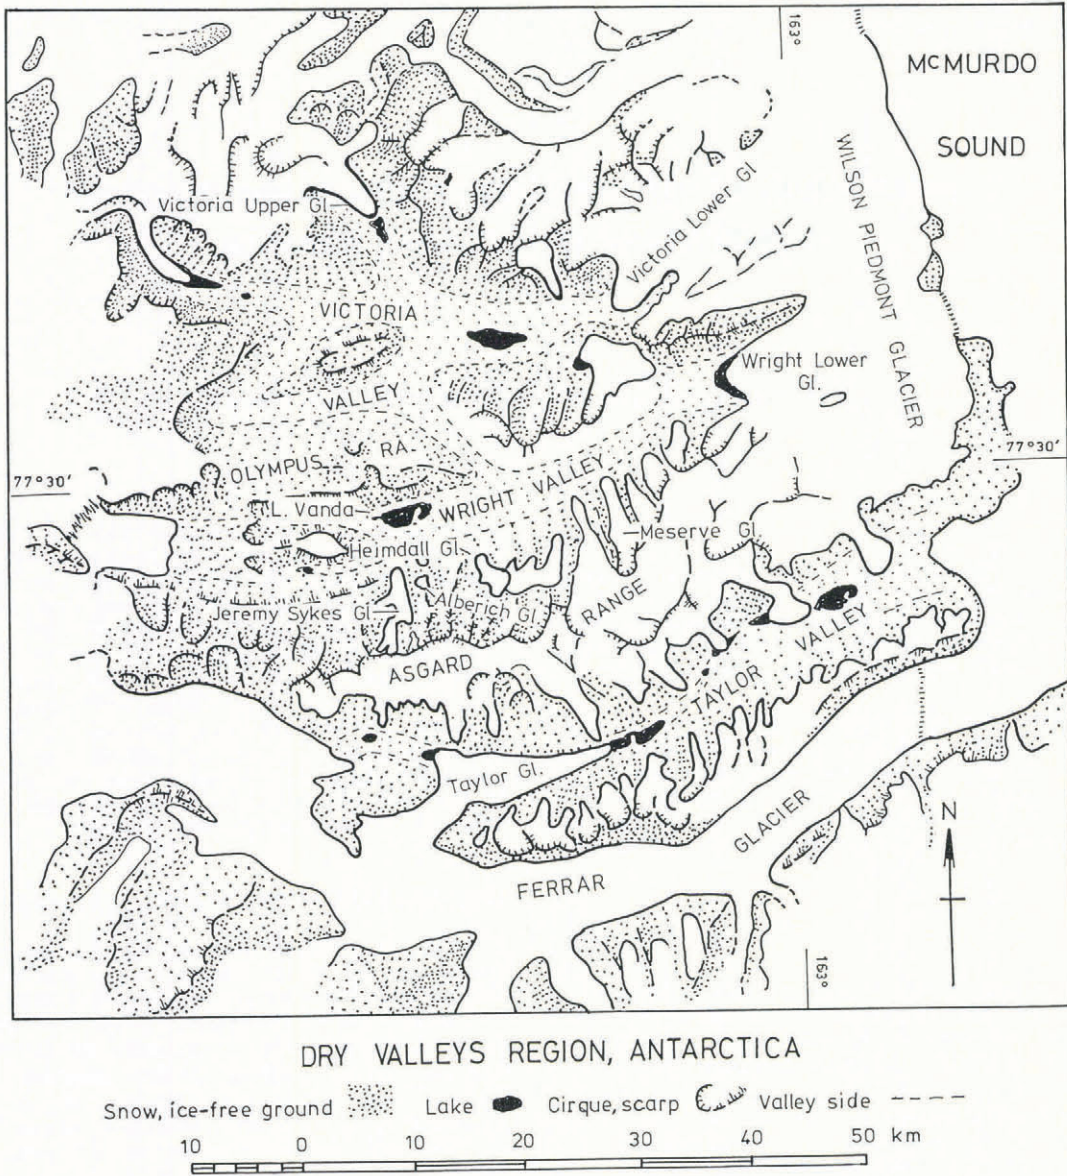 163°
McMURDO
SOUND
WILSON PIEDMONT GLACIER
Victoria Lower Gl
Victoria Upper Gl
VICTORIA
VALLEY
Wright Lower
Gl.
77°30'
77°30'
OLYMPUS RA.
L. Vanda
WRIGHT VALLEY
Meserve Gl
Heimdall Gl
Jeremy Sykes Gl
Alberich Gl
ASGARD RANGE
TAYLOR VALLEY
Taylor Gl.
FERRAR GLACIER
N
163°
DRY VALLEYS REGION, ANTARCTICA
Snow, ice-free ground Lake Cirque, scarp Valley side
10 0 10 20 30 40 50 km